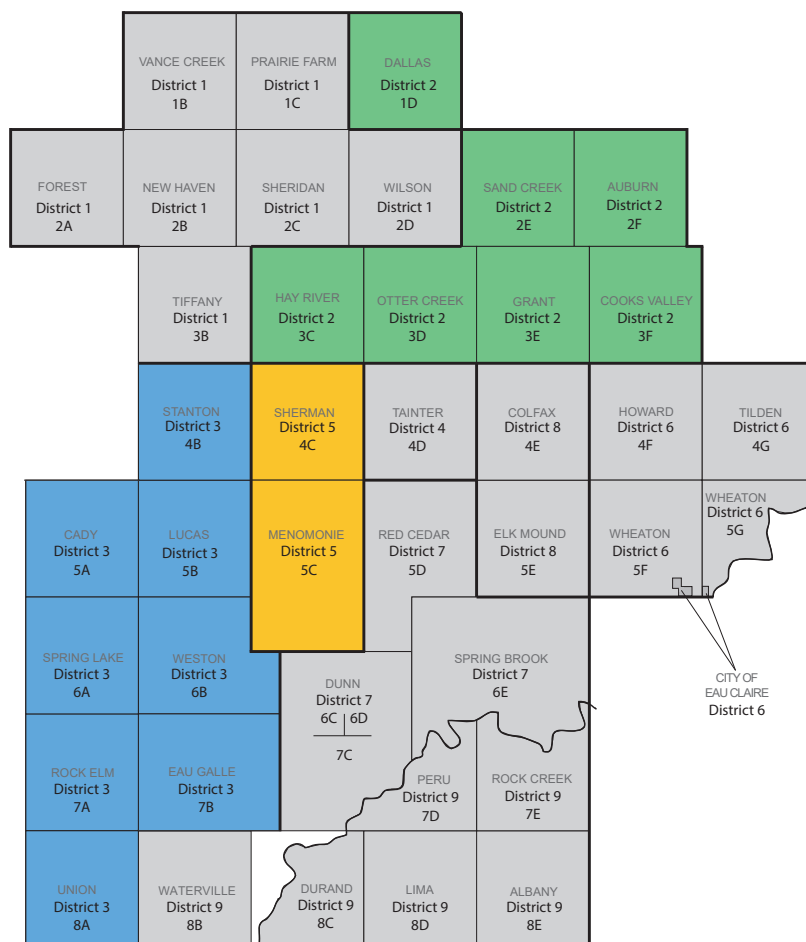 VANCE CREEK
District 1
1B
PRAIRIE FARM
District 1
1C
DALLAS
District 2
1D
FOREST
District 1
2A
NEW HAVEN
District 1
2B
SHERIDAN
District 1
2C
WILSON
District 1
2D
SAND CREEK
District 2
2E
AUBURN
District 2
2F
TIFFANY
District 1
3B
HAY RIVER
District 2
3C
OTTER CREEK
District 2
3D
GRANT
District 2
3E
COOKS VALLEY
District 2
3F
STANTON
District 3
4B
SHERMAN
District 5
4C
TAINTER
District 4
4D
COLFAX
District 8
4E
HOWARD
District 6
4F
TILDEN
District 6
4G
CADY
District 3
5A
LUCAS
District 3
5B
MENOMONIE
District 5
5C
RED CEDAR
District 7
5D
ELK MOUND
District 8
5E
WHEATON
District 6
5F
WHEATON
District 6
5G
SPRING LAKE
District 3
6A
WESTON
District 3
6B
DUNN
District 7
6C 6D
7C
SPRING BROOK
District 7
6E
CITY OF
EAU CLAIRE
District 6
ROCK ELM
District 3
7A
EAU GALLE
District 3
7B
PERU
District 9
7D
ROCK CREEK
District 9
7E
UNION
District 3
8A
WATERVILLE
District 9
8B
DURAND
District 9
8C
LIMA
District 9
8D
ALBANY
District 9
8E